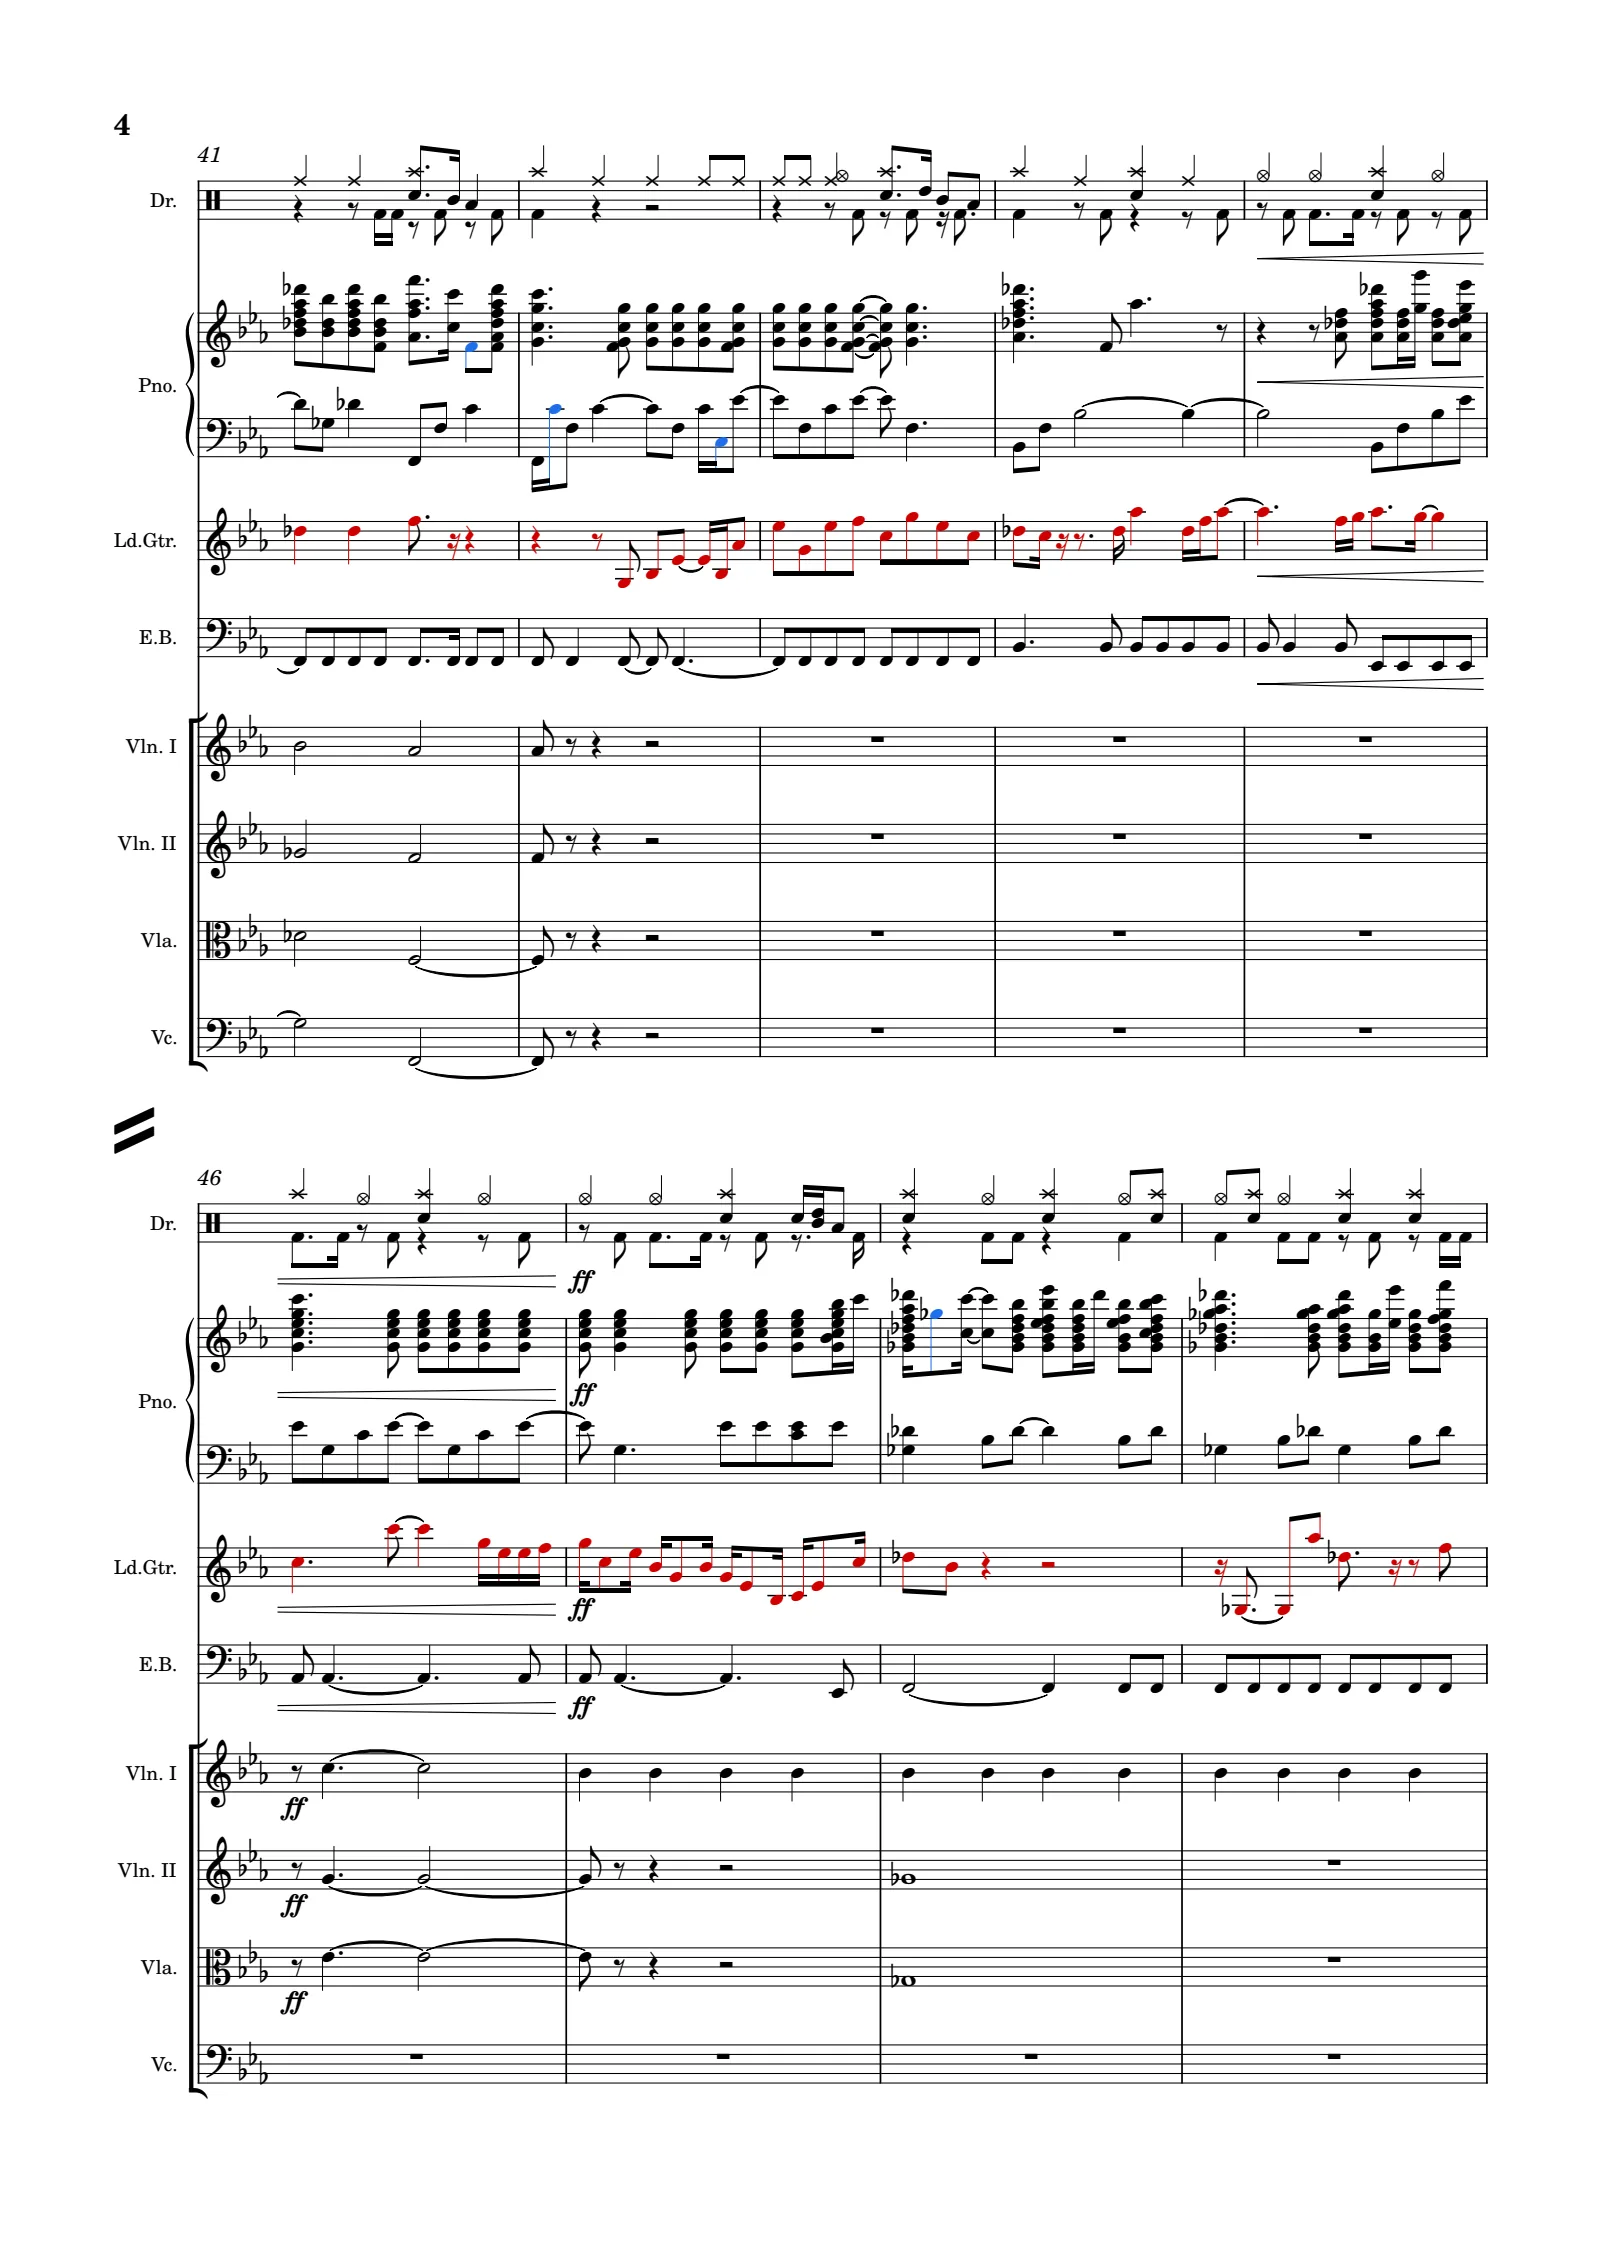 4
41
Dr.
Pno.
Ld.Gtr.
E.B.
Vln. I
Vln. II
Vla.
Vc.
46
Dr.
ff
Pno.
ff
Ld.Gtr.
ff
E.B.
ff
Vln. I
ff
Vln. II
ff
Vla.
ff
Vc.